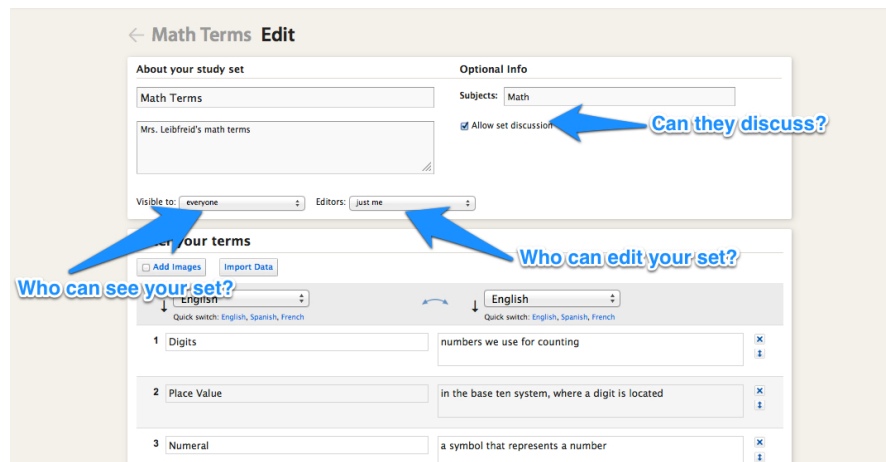 ← Math Terms Edit
About your study set
Optional Info
Math Terms
Subjects: Math
Mrs. Leibfreid's math terms
Allow set discussion
Can they discuss?
Visible to: everyone Editors: just me
your terms
Who can edit your set?
Add Images Import Data
Who can see your set?
English English
Quick switch: English, Spanish, French Quick switch: English, Spanish, French
1 Digits numbers we use for counting
2 Place Value in the base ten system, where a digit is located
3 Numeral a symbol that represents a number